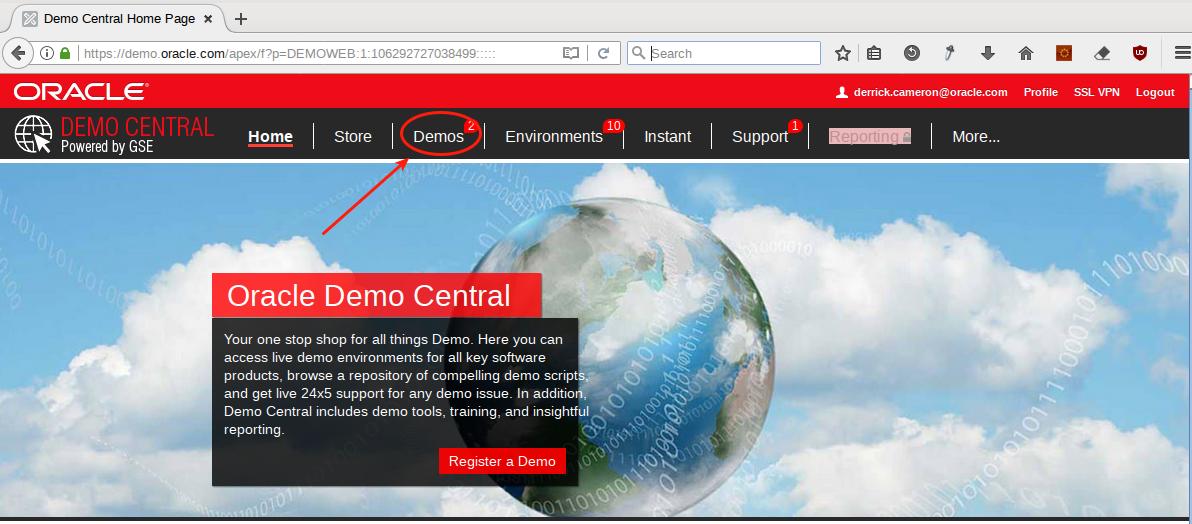 Demo Central Home Page
https://demo.oracle.com/apex/f?p=DEMOWEB:1:106292727038499:::::
Search
ORACLE
derrick.cameron@oracle.com Profile SSL VPN Logout
DEMO CENTRAL
Powered by GSE
Home Store Demos 2 Environments 10 Instant Support 1 Reporting More...
Oracle Demo Central
Your one stop shop for all things Demo. Here you can
access live demo environments for all key software
products, browse a repository of compelling demo scripts,
and get live 24x5 support for any demo issue. In addition,
Demo Central includes demo tools, training, and insightful
reporting.
Register a Demo